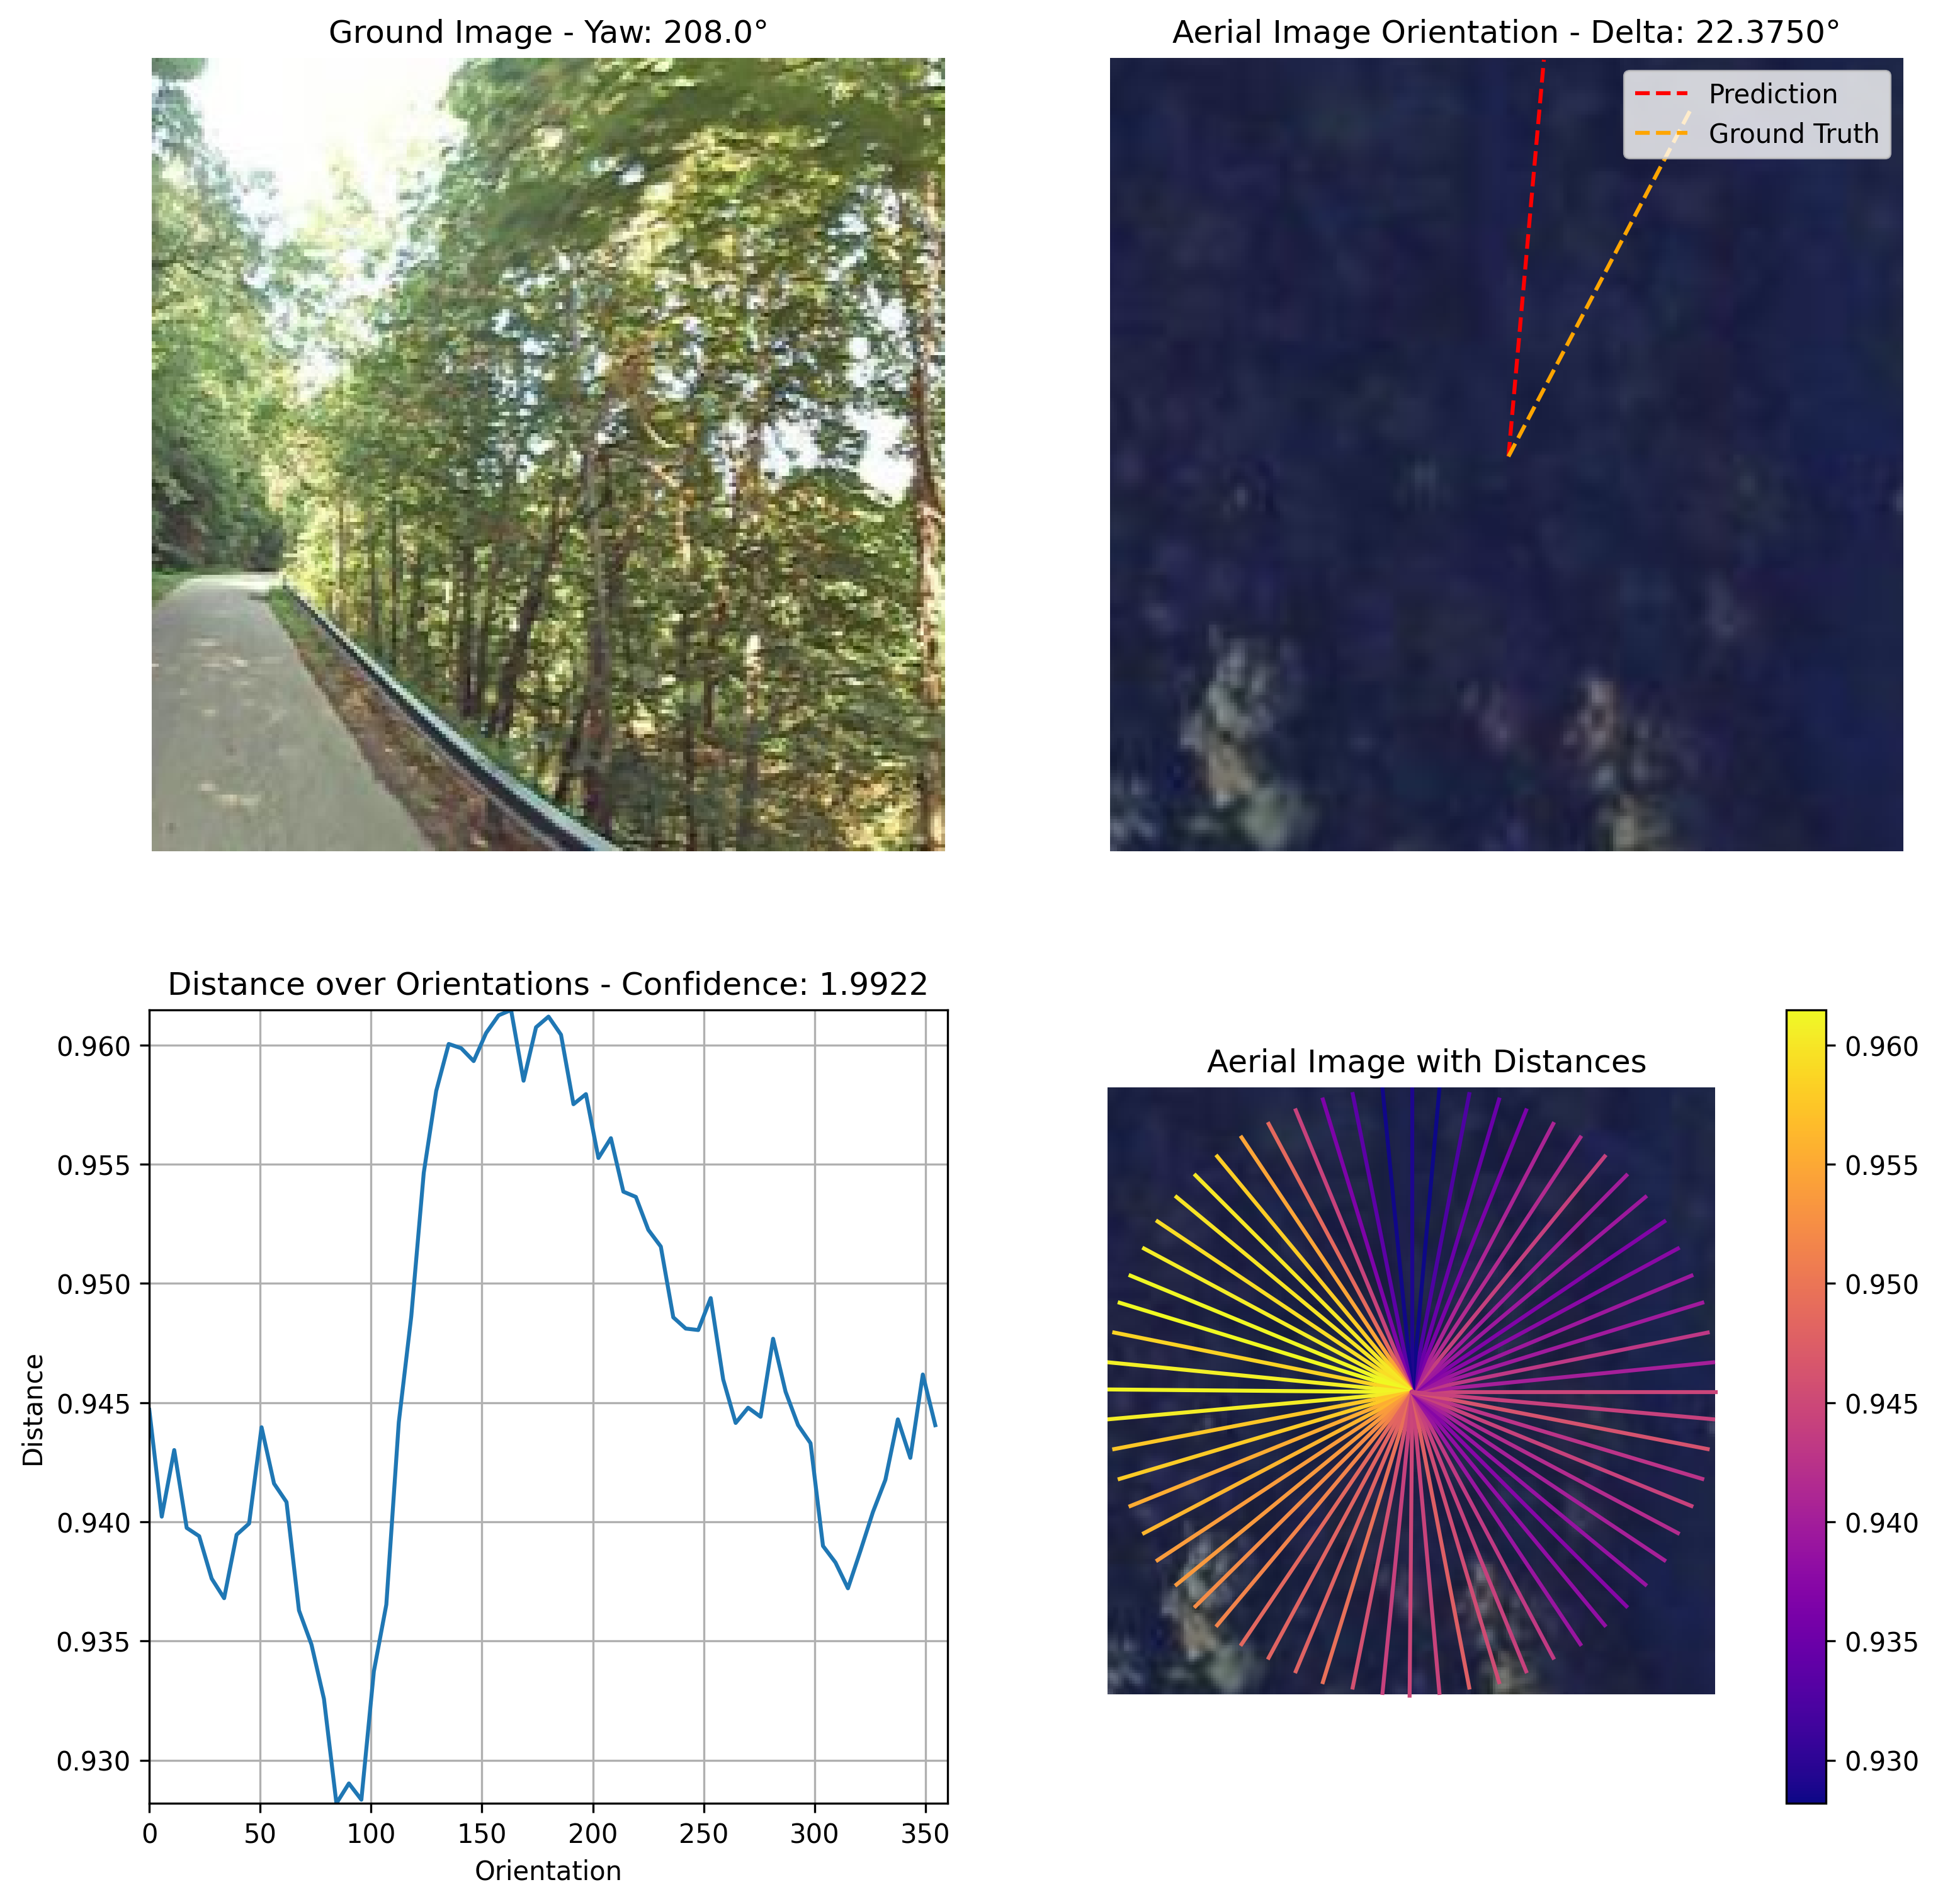 Ground Image - Yaw: 208.0°
Aerial Image Orientation - Delta: 22.3750°
Prediction
Ground Truth
Distance over Orientations - Confidence: 1.9922
0.960
0.955
0.950
0.945
0.940
0.935
0.930
Distance
0 50 100 150 200 250 300 350
Orientation
Aerial Image with Distances
0.960
0.955
0.950
0.945
0.940
0.935
0.930